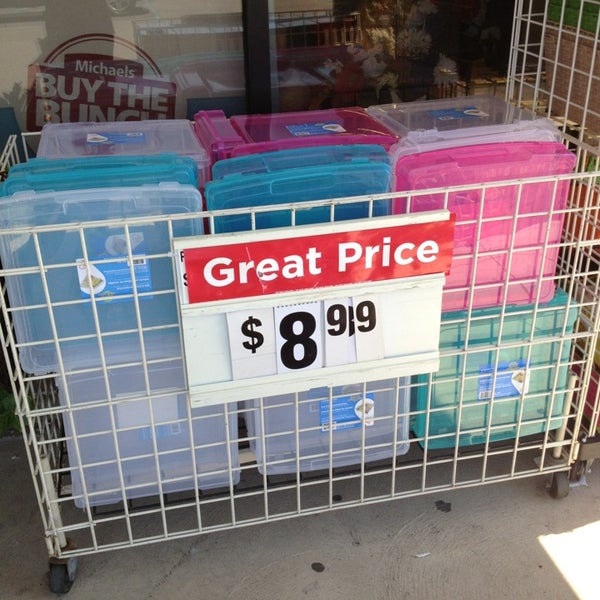 Michaels
BUY THE
BUNCH
Great Price
$8.99